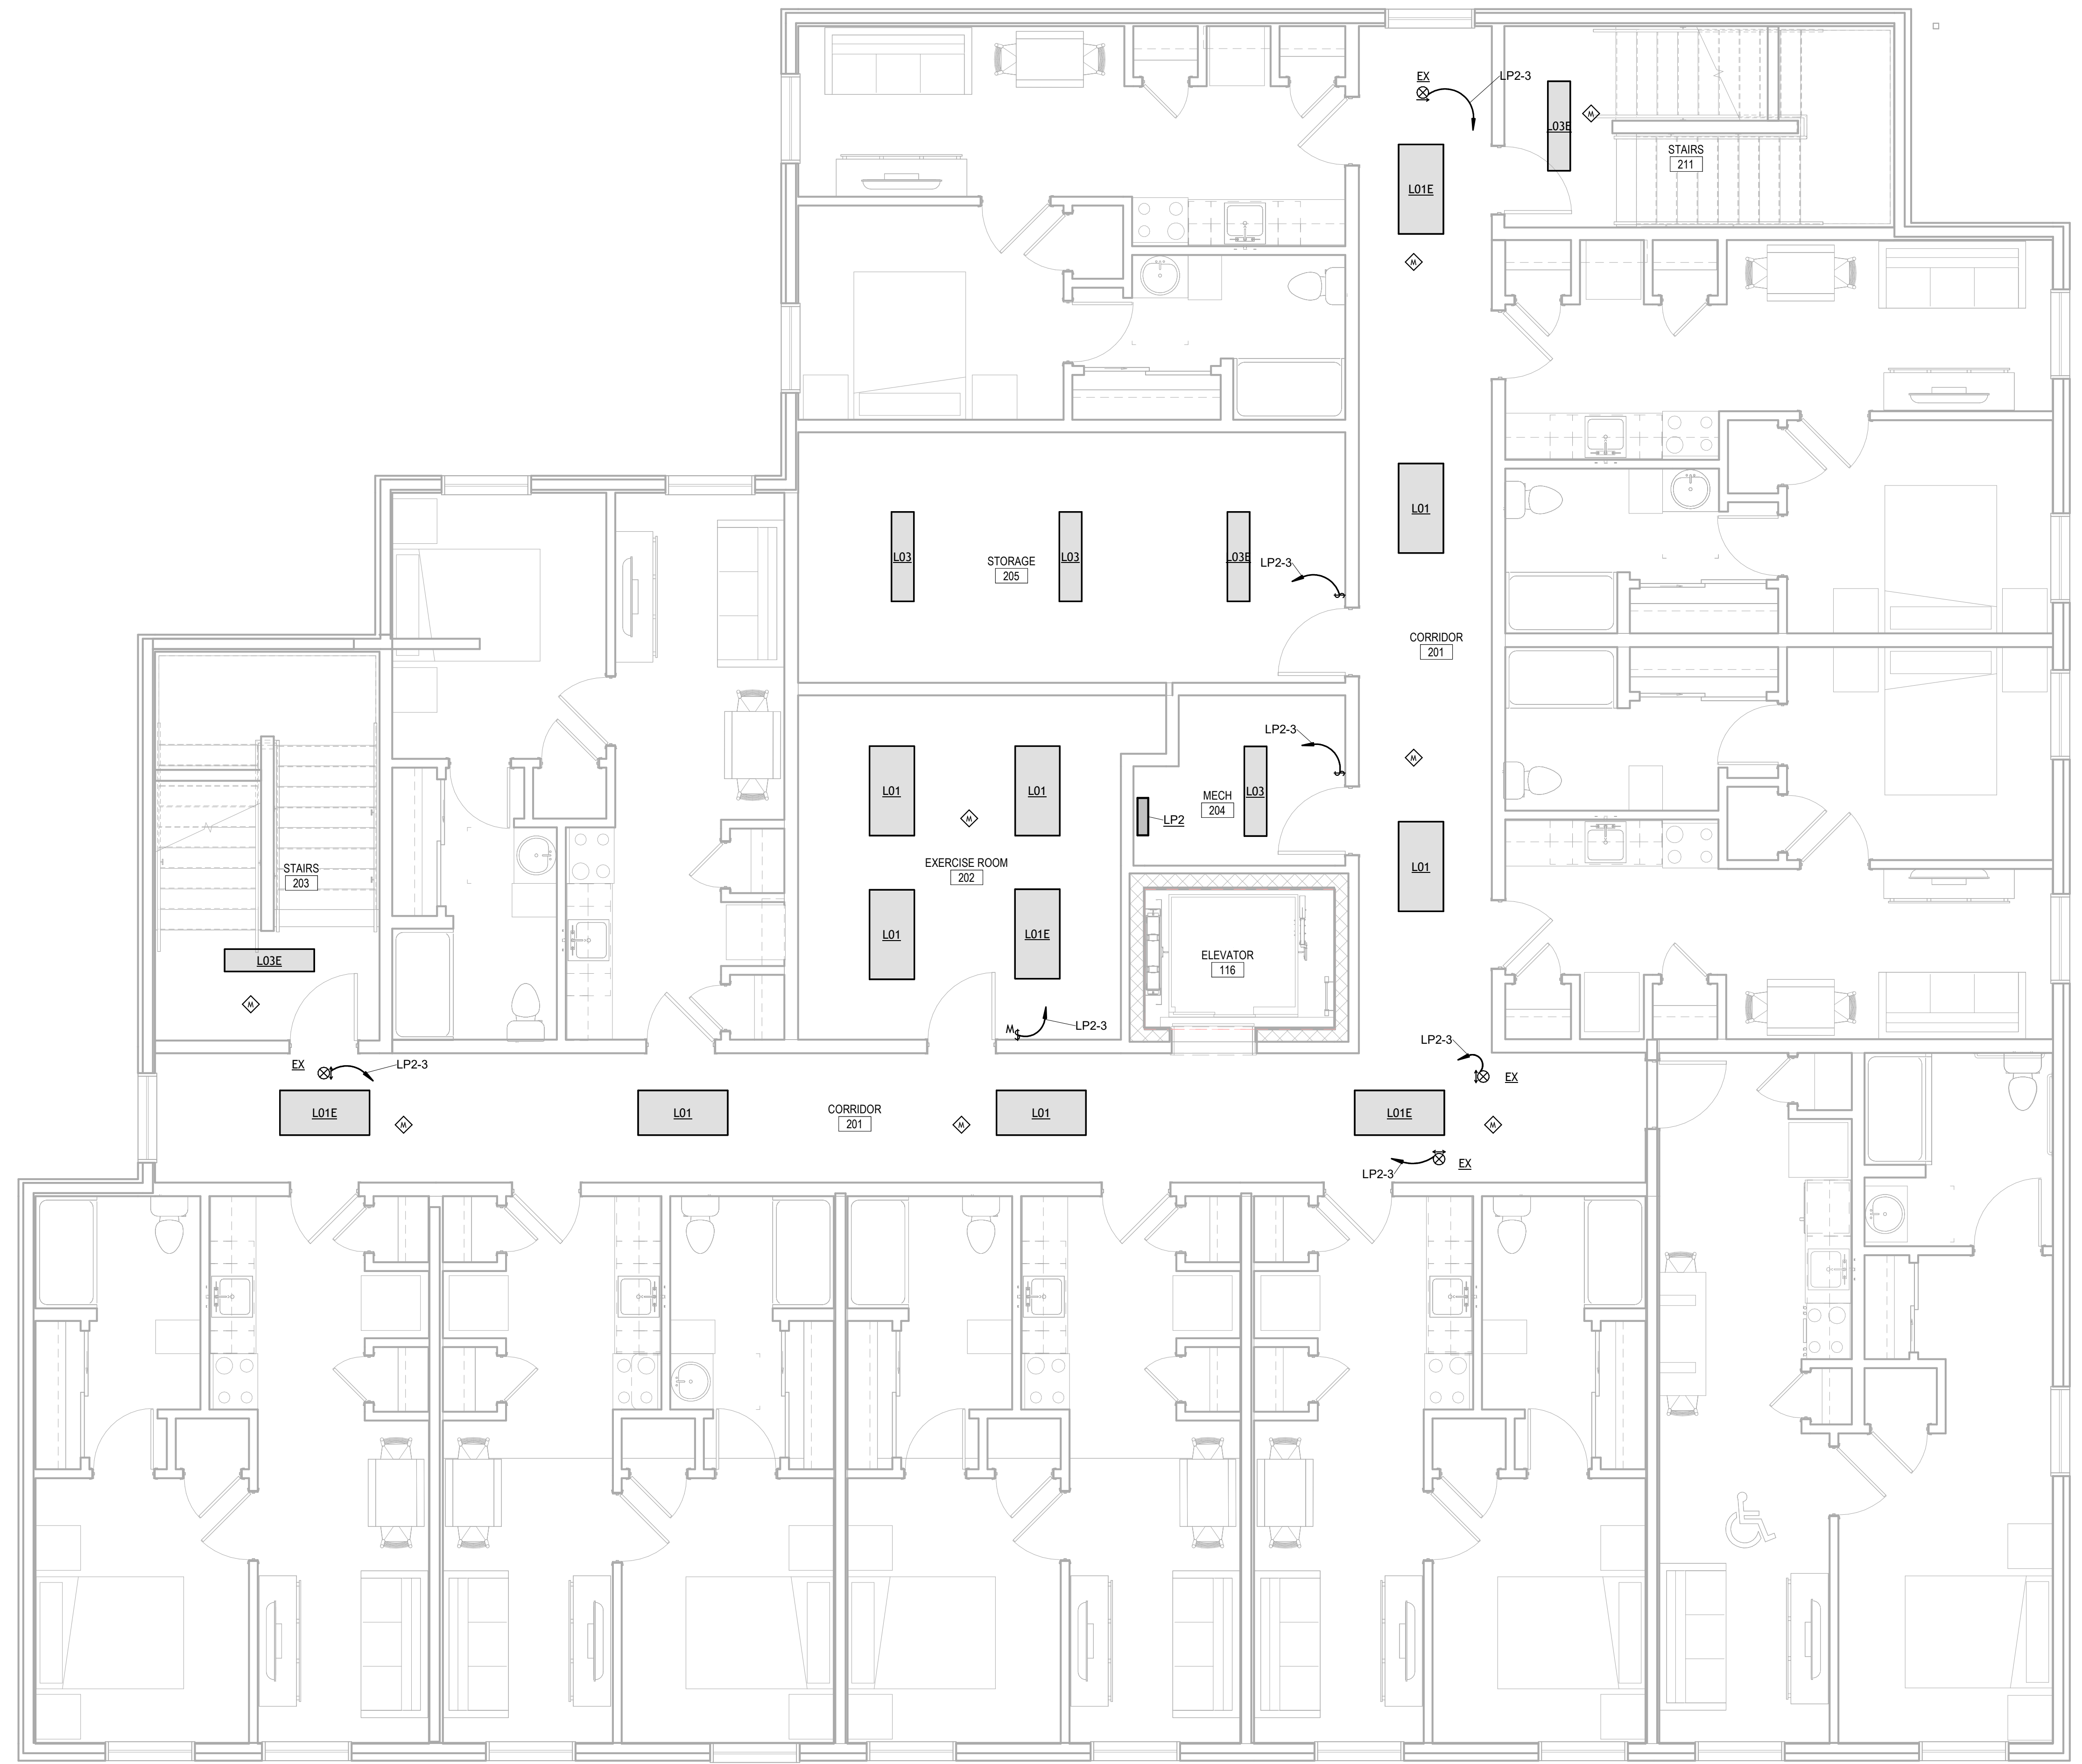 EX
LP2-3
M
L03E
STAIRS
211
L01E
M
L01
L03
L03
L03E
LP2-3
STORAGE
205
CORRIDOR
201
LP2-3
M
L01
L01
L03
MECH
204
LP2
M
L01
EXERCISE ROOM
202
STAIRS
203
L01
L01E
L03E
ELEVATOR
116
M
M
LP2-3
LP2-3
EX
LP2-3
EX
L01E
M
L01
CORRIDOR
201
M
L01
L01E
M
EX
LP2-3